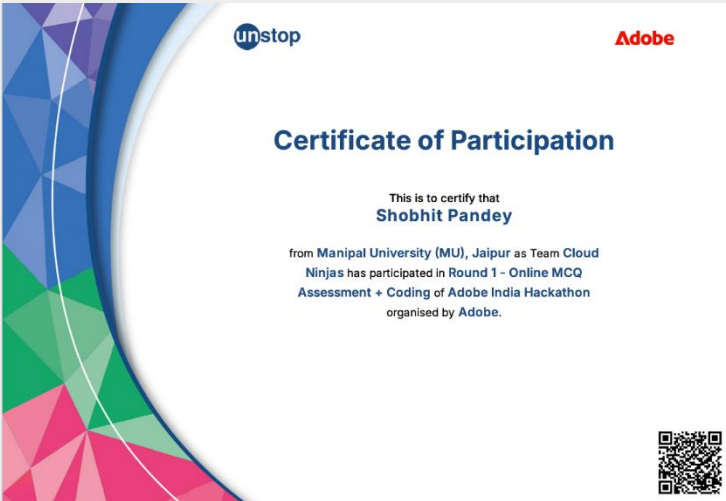 unstop
Adobe
Certificate of Participation
This is to certify that
Shobhit Pandey
from Manipal University (MU), Jaipur as Team Cloud
Ninjas has participated in Round 1 - Online MCQ
Assessment + Coding of Adobe India Hackathon
organised by Adobe.